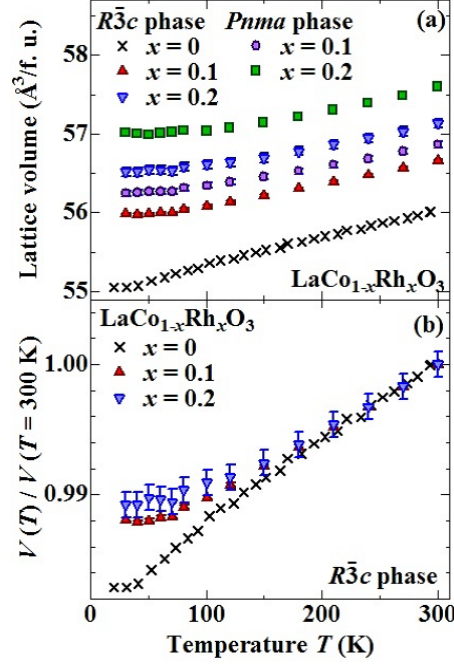 R3̄c phase Pnma phase (a)
x = 0 x = 0.1
x = 0.1 x = 0.2
x = 0.2
58
57
56
55
Lattice volume (Å³/f. u.)
LaCo₁₋ₓRhₓO₃
LaCo₁₋ₓRhₓO₃ (b)
x = 0
x = 0.1
x = 0.2
1.00
0.99
V (T) / V (T = 300 K)
R3̄c phase
0 100 200 300
Temperature T (K)